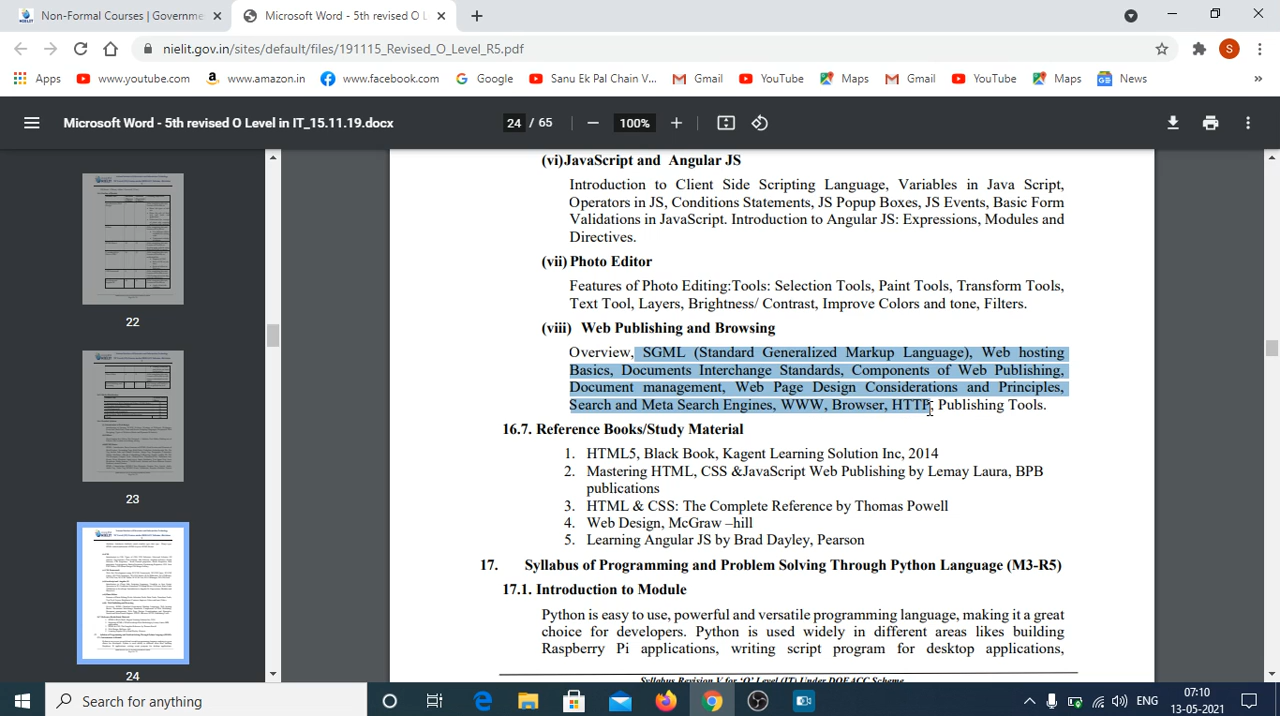 Non-Formal Courses | Governme
Microsoft Word - 5th revised O L
nielit.gov.in/sites/default/files/191115_Revised_O_Level_R5.pdf
S
Apps
www.youtube.com
www.amazon.in
www.facebook.com
Google
Sanu Ek Pal Chain V...
Gmail
YouTube
Maps
Gmail
YouTube
Maps
News
»
Microsoft Word - 5th revised O Level in IT_15.11.19.docx
24 / 65
100%
22
23
24
(vi)JavaScript and Angular JS
Introduction to Client Side Scripting Language, Variables in Java Script,
Operators in JS, Conditions Statements, JS Popup Boxes, JS Events, Basic Form
Validations in JavaScript. Introduction to Angular JS: Expressions, Modules and
Directives.
(vii) Photo Editor
Features of Photo Editing:Tools: Selection Tools, Paint Tools, Transform Tools,
Text Tool, Layers, Brightness/ Contrast, Improve Colors and tone, Filters.
(viii) Web Publishing and Browsing
Overview, SGML (Standard Generalized Markup Language), Web hosting
Basics, Documents Interchange Standards, Components of Web Publishing,
Document management, Web Page Design Considerations and Principles,
Search and Meta Search Engines, WWW, Browser, HTTP, Publishing Tools.
16.7. Reference Books/Study Material
1. HTML5, Black Book, Kagent Learning Solution Inc, 2014
2. Mastering HTML, CSS &JavaScript Web Publishing by Lemay Laura, BPB
publications
3. HTML & CSS: The Complete Reference by Thomas Powell
4. Web Design, McGraw –hill
5. Learning Angular JS by Brad Dayley, Pearson
17. Syllabus of Programming and Problem Solving Through Python Language (M3-R5)
17.1. Introduction to Module
is easy to use, powerful and versatile programming language, making it a great
for developers. Python is used widely in different areas likes building
Raspberry Pi applications, writing script program for desktop applications,
Syllabus Revision V for 'O' Level (IT) Under DOEACC Scheme
Search for anything
ENG
07:10
13-05-2021